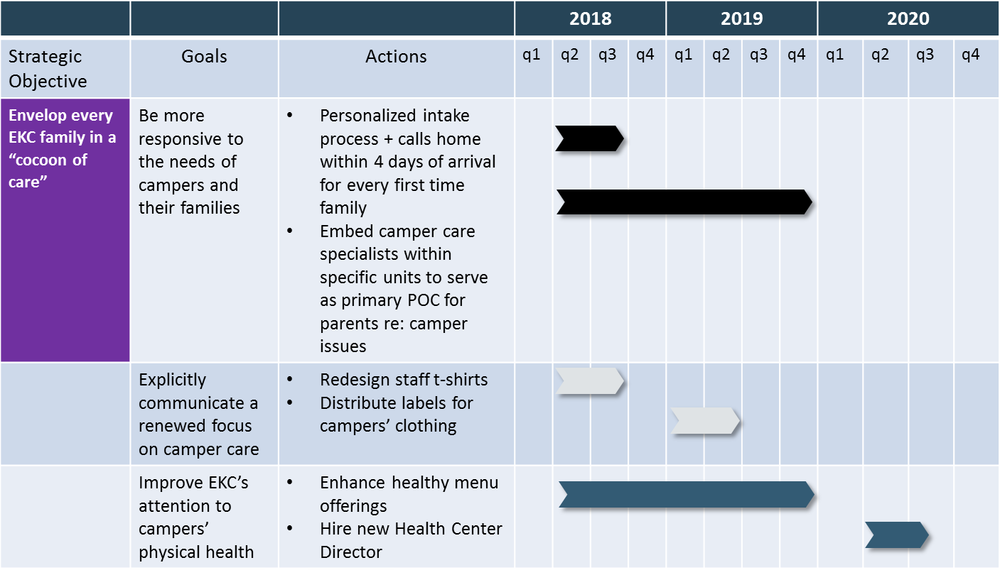 2018 2019 2020
Strategic
Objective
Goals
Actions
q1 q2 q3 q4 q1 q2 q3 q4 q1 q2 q3 q4
Envelop every
EKC family in a
“cocoon of
care”
Be more
responsive to
the needs of
campers and
their families
• Personalized intake
process + calls home
within 4 days of arrival
for every first time
family
• Embed camper care
specialists within
specific units to serve
as primary POC for
parents re: camper
issues
Explicitly
communicate a
renewed focus
on camper care
• Redesign staff t-shirts
• Distribute labels for
campers’ clothing
Improve EKC’s
attention to
campers’
physical health
• Enhance healthy menu
offerings
• Hire new Health Center
Director